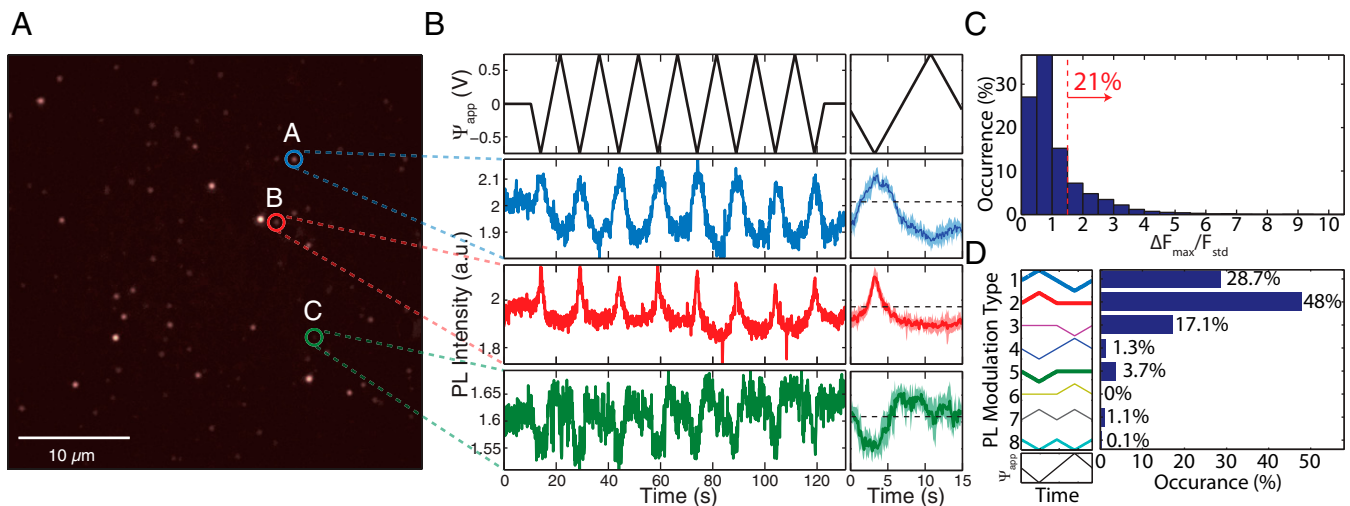 A
B
C
D
A
B
C
10 μm
Ψapp (V)
0.5
0
−0.5
PL Intensity (a.u.)
2.1
2
1.9
2
1.8
1.65
1.6
1.55
0 20 40 60 80 100 120
Time (s)
0 5 10 15
Time (s)
Occurrence (%)
30
20
10
0
21%
0 1 2 3 4 5 6 7 8 9 10
ΔFmax/Fstd
PL Modulation Type
1
2
3
4
5
6
7
8
28.7%
48%
17.1%
1.3%
3.7%
0%
1.1%
0.1%
Ψapp
Time
0 10 20 30 40 50
Occurance (%)